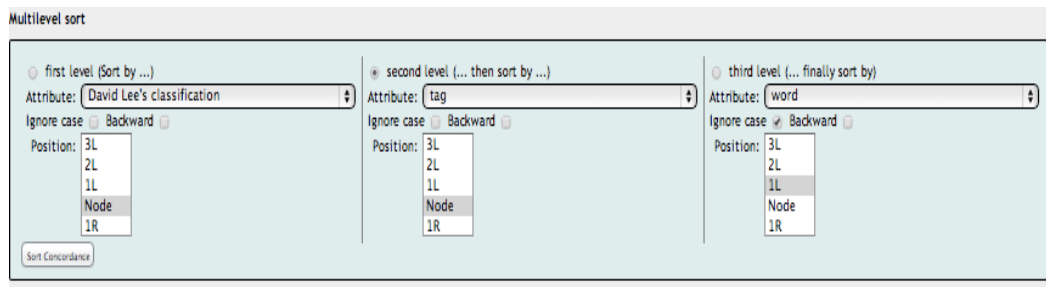 Multilevel sort
first level (Sort by ...)
Attribute: David Lee's classification
Ignore case Backward
Position: 3L
2L
1L
Node
1R
Sort Concordance
second level (... then sort by ...)
Attribute: tag
Ignore case Backward
Position: 3L
2L
1L
Node
1R
third level (... finally sort by)
Attribute: word
Ignore case Backward
Position: 3L
2L
1L
Node
1R